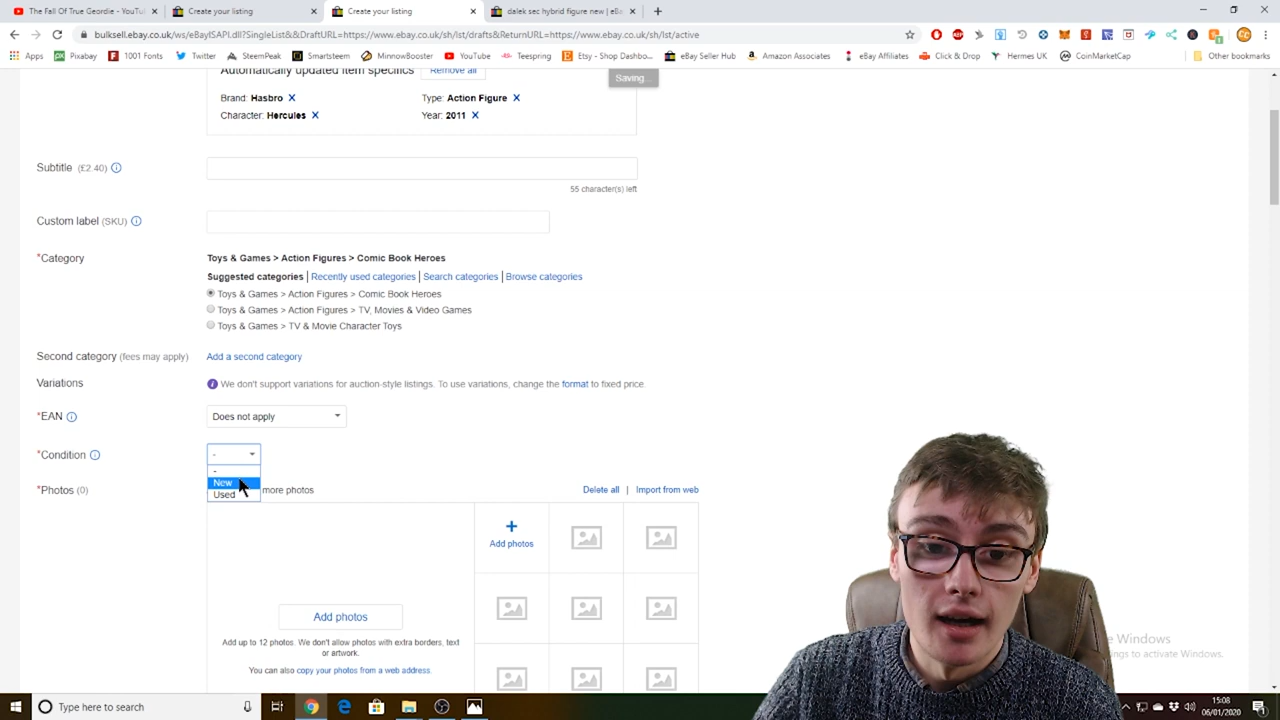 The Fall Of True Geordie - YouTu
Create your listing
Create your listing
dalek sec hybrid figure new | eBa
bulksell.ebay.co.uk/ws/eBayISAPI.dll?SingleList&&DraftURL=https://www.ebay.co.uk/sh/lst/drafts&ReturnURL=https://www.ebay.co.uk/sh/lst/active
Apps Pixabay 1001 Fonts Twitter SteemPeak Smartsteem MinnowBooster YouTube Teespring Etsy - Shop Dashbo... eBay Seller Hub Amazon Associates eBay Affiliates Click & Drop Hermes UK CoinMarketCap Other bookmarks
Automatically updated item specifics Remove all
Saving...
Brand: Hasbro Type: Action Figure
Character: Hercules Year: 2011
Subtitle (£2.40)
55 character(s) left
Custom label (SKU)
*Category Toys & Games > Action Figures > Comic Book Heroes
Suggested categories | Recently used categories | Search categories | Browse categories
Toys & Games > Action Figures > Comic Book Heroes
Toys & Games > Action Figures > TV, Movies & Video Games
Toys & Games > TV & Movie Character Toys
Second category (fees may apply) Add a second category
Variations We don't support variations for auction-style listings. To use variations, change the format to fixed price.
*EAN Does not apply
*Condition -
-
New
Used
*Photos (0) more photos Delete all | Import from web
Add photos
Add photos
Add up to 12 photos. We don't allow photos with extra borders, text
or artwork.
You can also copy your photos from a web address.
Windows
to activate Windows.
Type here to search
15:08
06/01/2020